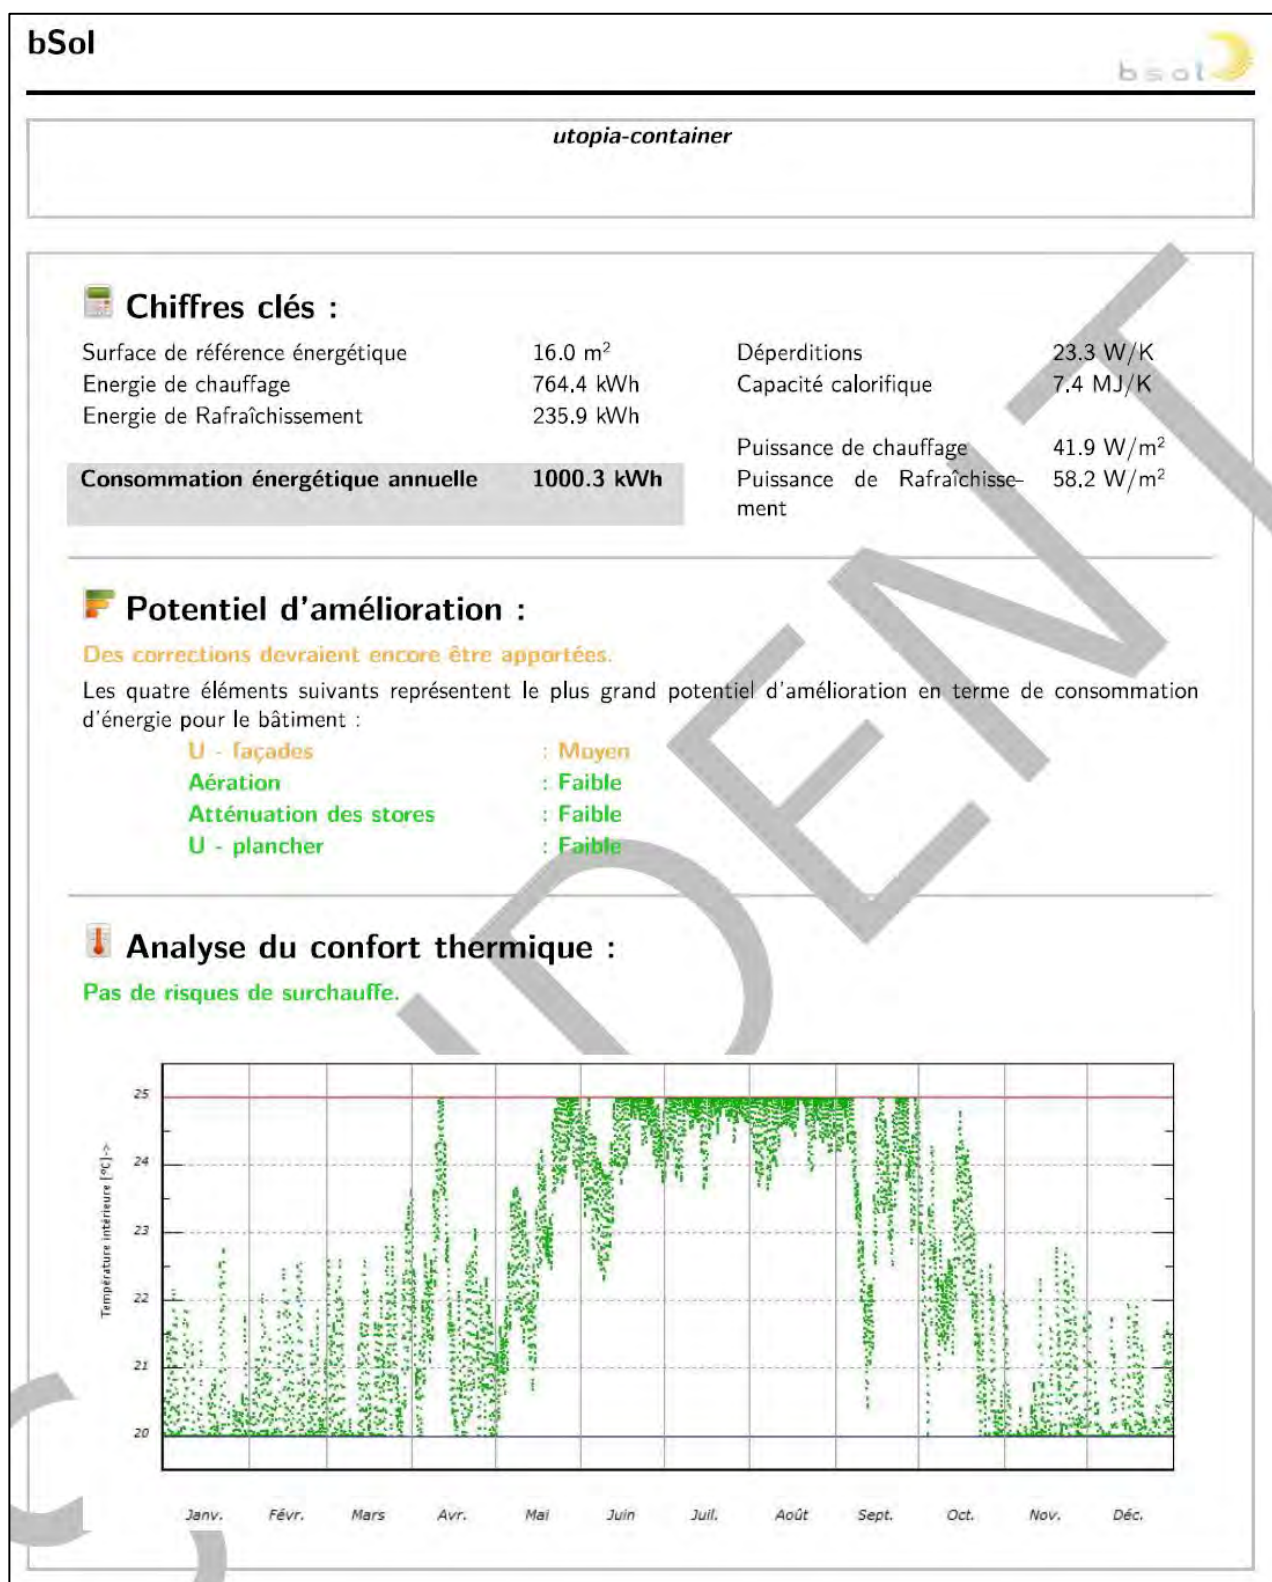 bSol
bsol
utopia-container
Chiffres clés :
Surface de référence énergétique 16.0 m²
Energie de chauffage 764.4 kWh
Energie de Rafraîchissement 235.9 kWh
Consommation énergétique annuelle 1000.3 kWh
Déperditions 23.3 W/K
Capacité calorifique 7.4 MJ/K
Puissance de chauffage 41.9 W/m²
Puissance de Rafraîchisse- 58.2 W/m²
ment
Potentiel d'amélioration :
Des corrections devraient encore être apportées.
Les quatre éléments suivants représentent le plus grand potentiel d'amélioration en terme de consommation
d'énergie pour le bâtiment :
U - façades : Moyen
Aération : Faible
Atténuation des stores : Faible
U - plancher : Faible
Analyse du confort thermique :
Pas de risques de surchauffe.
Température intérieure [°C]->
25
24
23
22
21
20
Janv. Févr. Mars Avr. Mai Juin Juil. Août Sept. Oct. Nov. Déc.